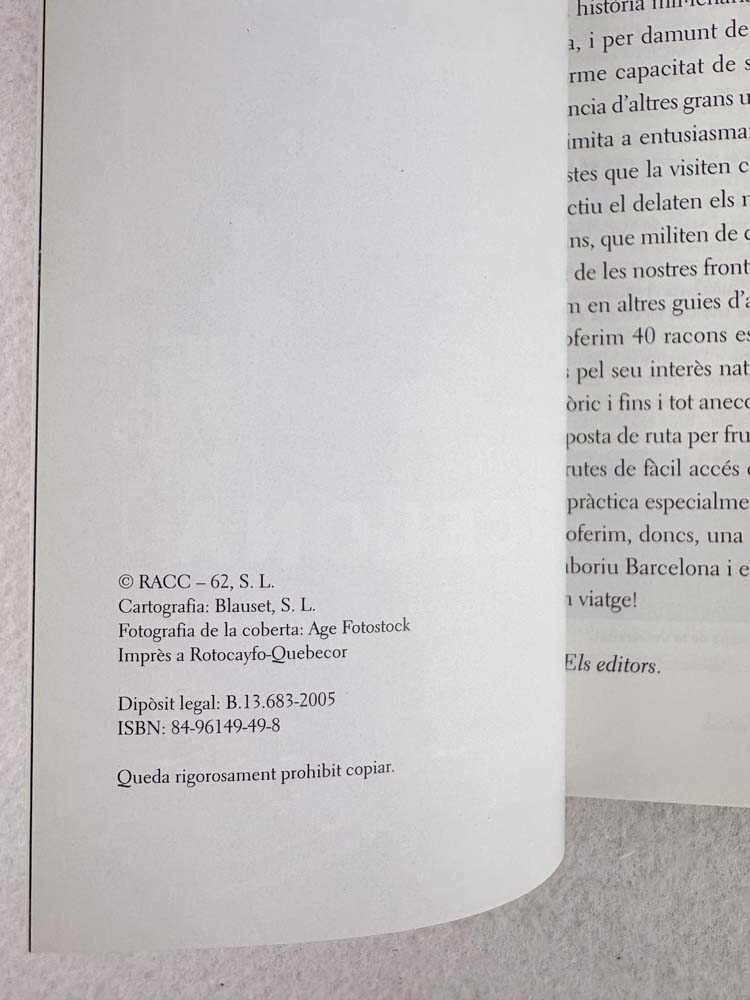 © RACC – 62, S. L.
Cartografia: Blauset, S. L.
Fotografia de la coberta: Age Fotostock
Imprès a Rotocayfo-Quebecor
Dipòsit legal: B.13.683-2005
ISBN: 84-96149-49-8
Queda rigorosament prohibit copiar.
història
a, i per damunt de
rme capacitat de s
ncia d'altres grans u
imita a entusiasma
stes que la visiten c
ctiu el delaten els
ns, que militen de
de les nostres front
m en altres guies d'a
oferim 40 racons es
s pel seu interès nat
òric i fins i tot anecd
posta de ruta per fru
rutes de fàcil accés
pràctica especialme
oferim, doncs, una
aboriu Barcelona i e
n viatge!
Els editors.